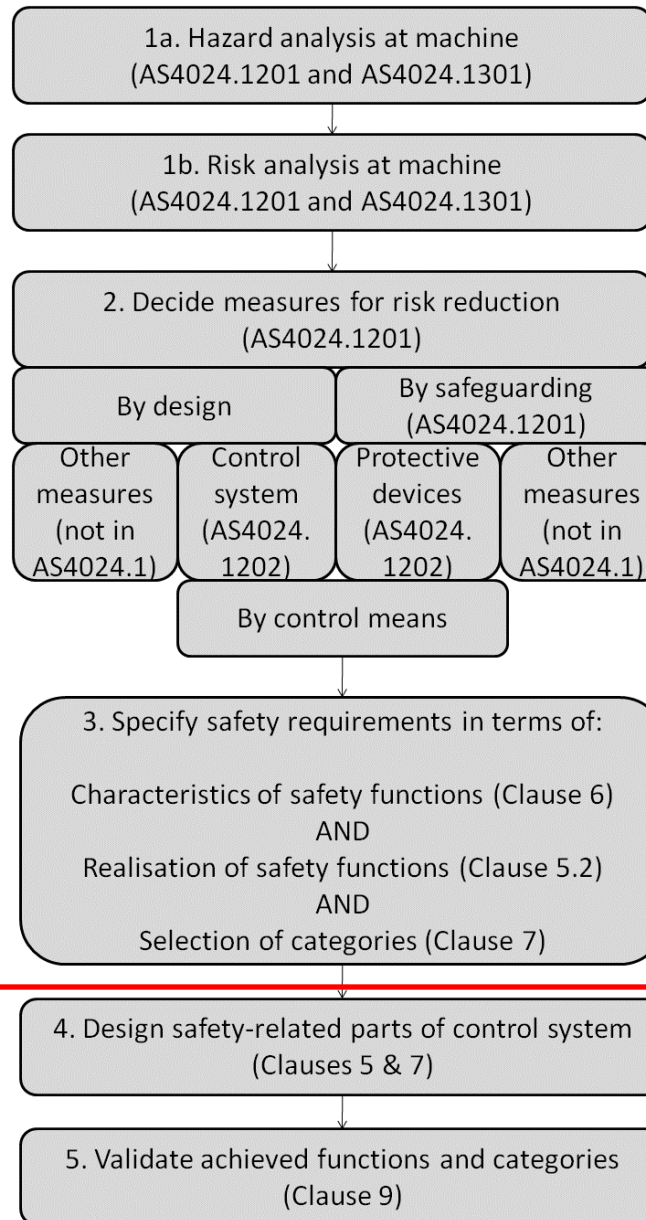 1a. Hazard analysis at machine
(AS4024.1201 and AS4024.1301)
1b. Risk analysis at machine
(AS4024.1201 and AS4024.1301)
2. Decide measures for risk reduction
(AS4024.1201)
By design
By safeguarding
(AS4024.1201)
Other
measures
(not in
AS4024.1)
Control
system
(AS4024.
1202)
Protective
devices
(AS4024.
1202)
Other
measures
(not in
AS4024.1)
By control means
3. Specify safety requirements in terms of:
Characteristics of safety functions (Clause 6)
AND
Realisation of safety functions (Clause 5.2)
AND
Selection of categories (Clause 7)
4. Design safety-related parts of control system
(Clauses 5 & 7)
5. Validate achieved functions and categories
(Clause 9)